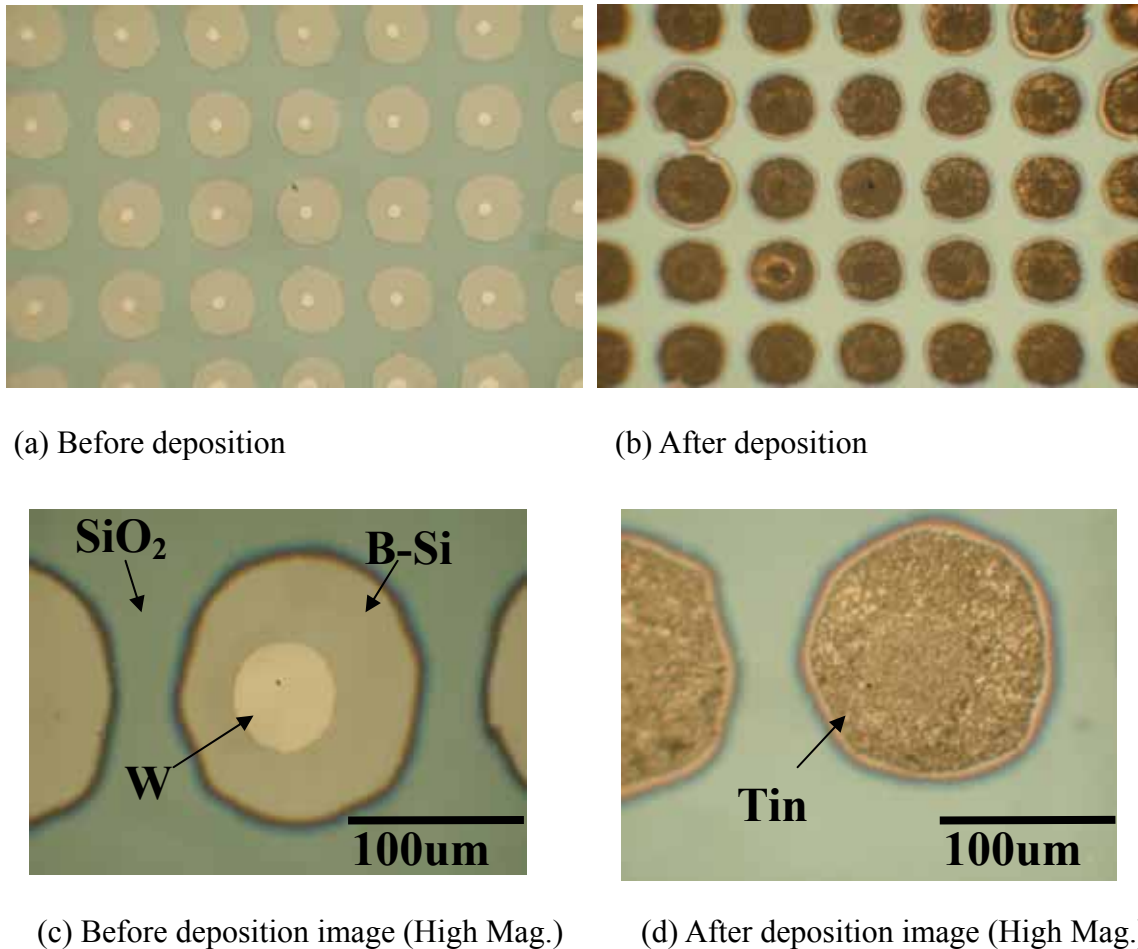 (a) Before deposition
(b) After deposition
SiO₂
B-Si
W
100um
Tin
100um
(c) Before deposition image (High Mag.)
(d) After deposition image (High Mag.